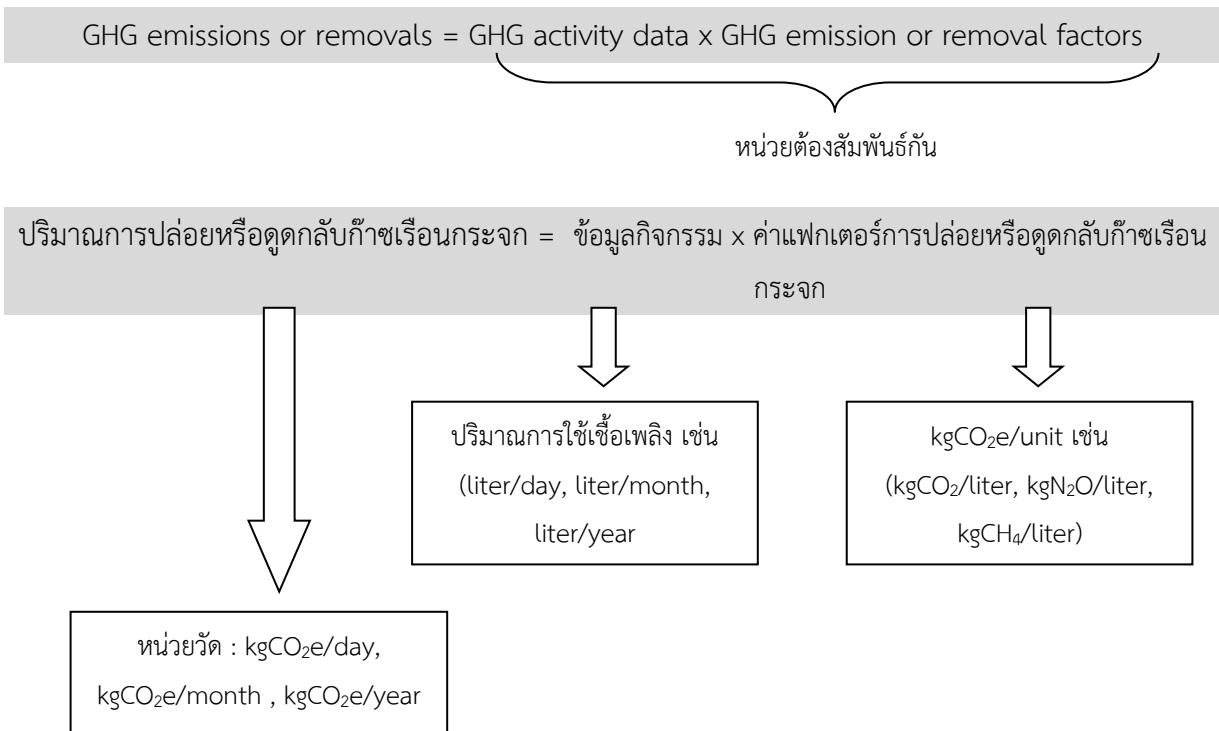 GHG emissions or removals = GHG activity data x GHG emission or removal factors
หน่วยต้องสัมพันธ์กัน
ปริมาณการปล่อยหรือดูดกลับก๊าซเรือนกระจก = ข้อมูลกิจกรรม x ค่าแฟกเตอร์การปล่อยหรือดูดกลับก๊าซเรือน
กระจก
ปริมาณการใช้เชื้อเพลิง เช่น
(liter/day, liter/month,
liter/year
kgCO₂e/unit เช่น
(kgCO₂/liter, kgN₂O/liter,
kgCH₄/liter)
หน่วยวัด : kgCO₂e/day,
kgCO₂e/month , kgCO₂e/year